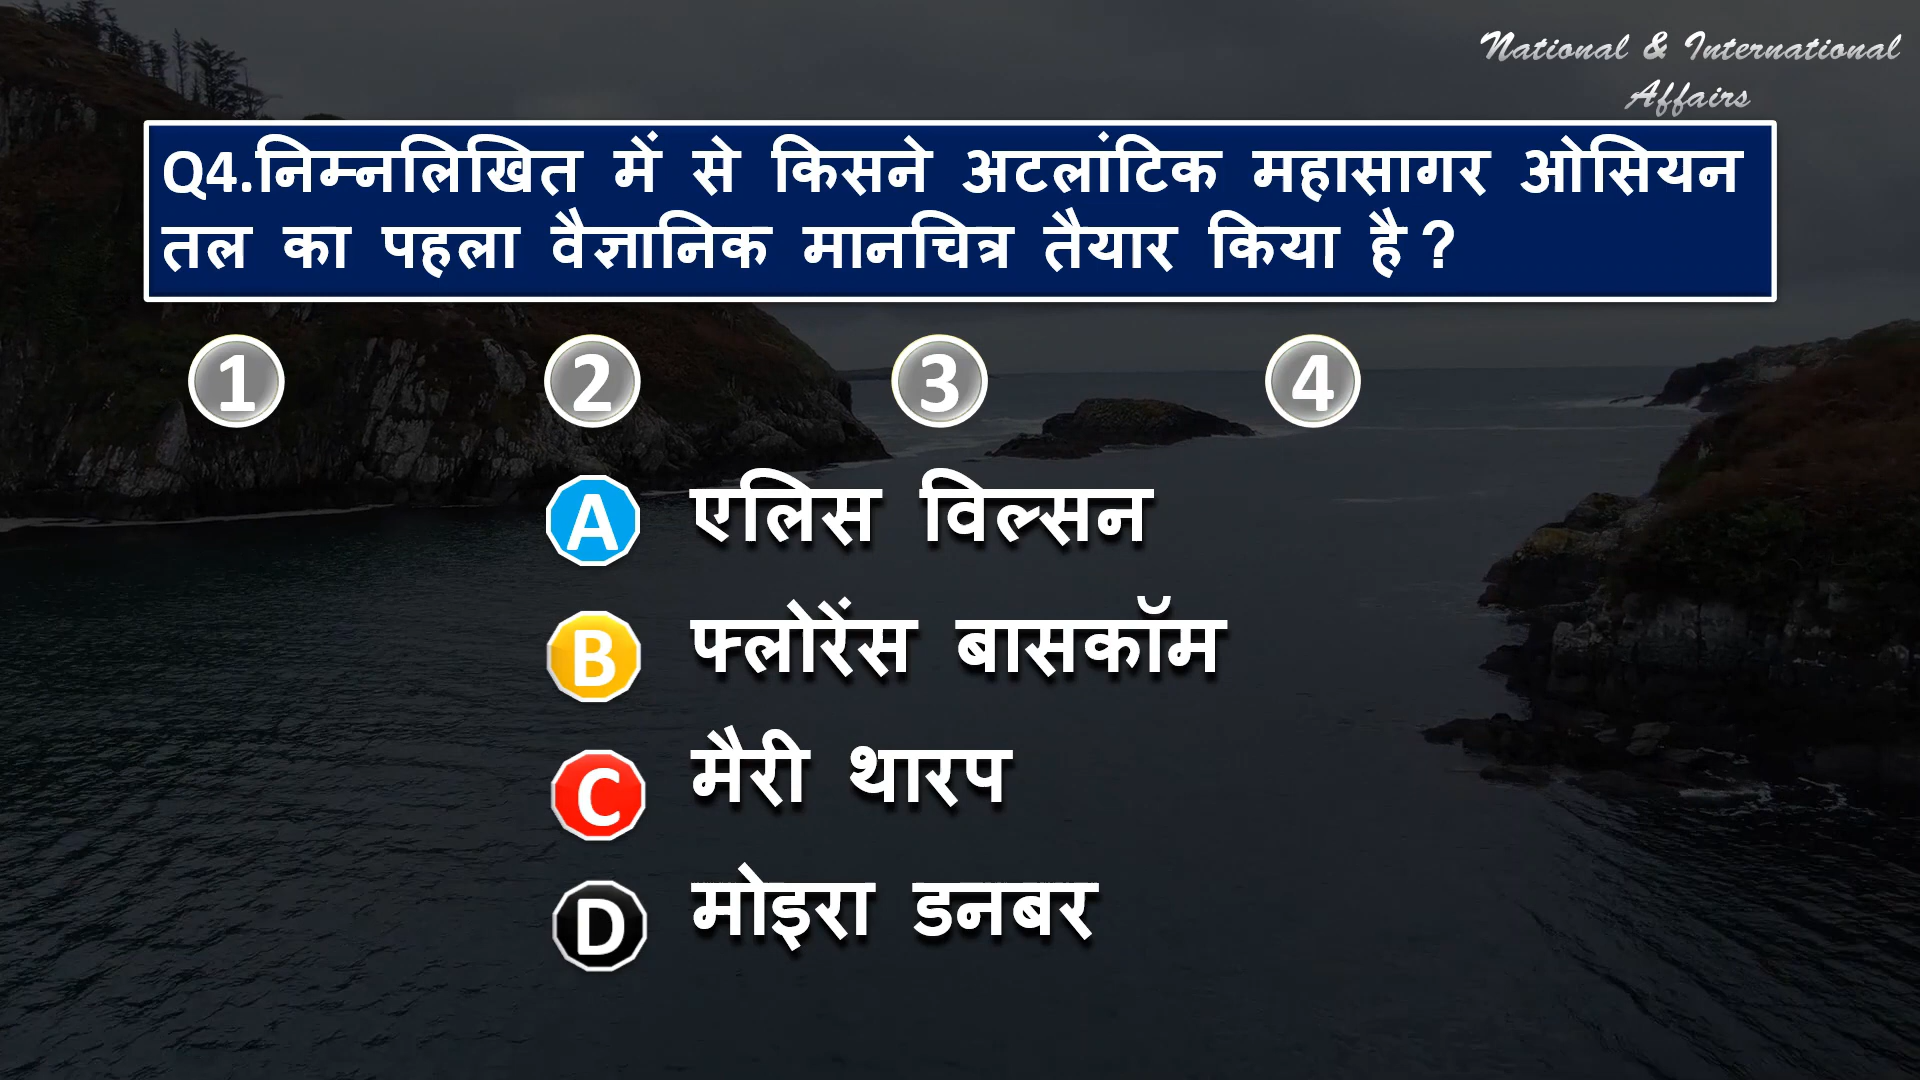 National & International
Affairs
Q4.निम्नलिखित में से किसने अटलांटिक महासागर ओसियन
तल का पहला वैज्ञानिक मानचित्र तैयार किया है ?
1 2 3 4
A एलिस विल्सन
B फ्लोरेंस बासकॉम
C मैरी थारप
D मोइरा डनबर